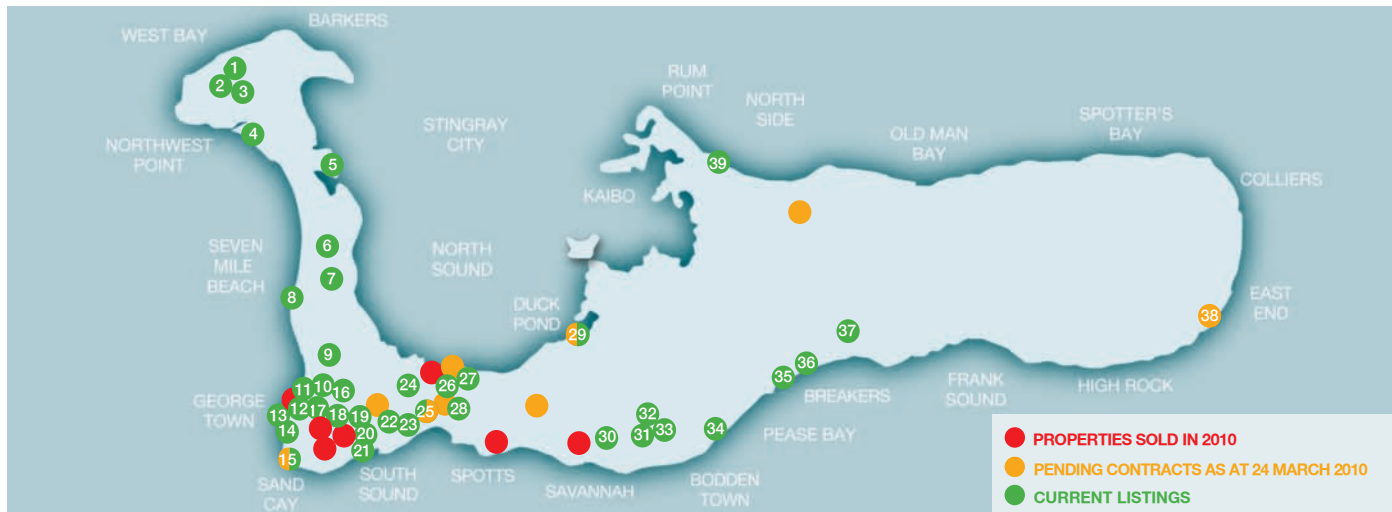 BARKERS
WEST BAY
1
2
3
4
NORTHWEST
POINT
5
STINGRAY
CITY
RUM
POINT
NORTH
SIDE
SPOTTER'S
BAY
OLD MAN
BAY
39
COLLIERS
KAIBO
SEVEN
MILE
BEACH
6
7
8
NORTH
SOUND
DUCK
POND
29
EAST
END
38
37
36
35
BREAKERS
FRANK
SOUND
HIGH ROCK
9
10
11
16
24
26
27
GEORGE
TOWN
12
17
13
18
19
25
28
14
22
23
20
21
15
SAND
CAY
SOUTH
SOUND
SPOTTS
SAVANNAH
30
32
31
33
34
PEASE BAY
BODDEN
TOWN
PROPERTIES SOLD IN 2010
PENDING CONTRACTS AS AT 24 MARCH 2010
CURRENT LISTINGS